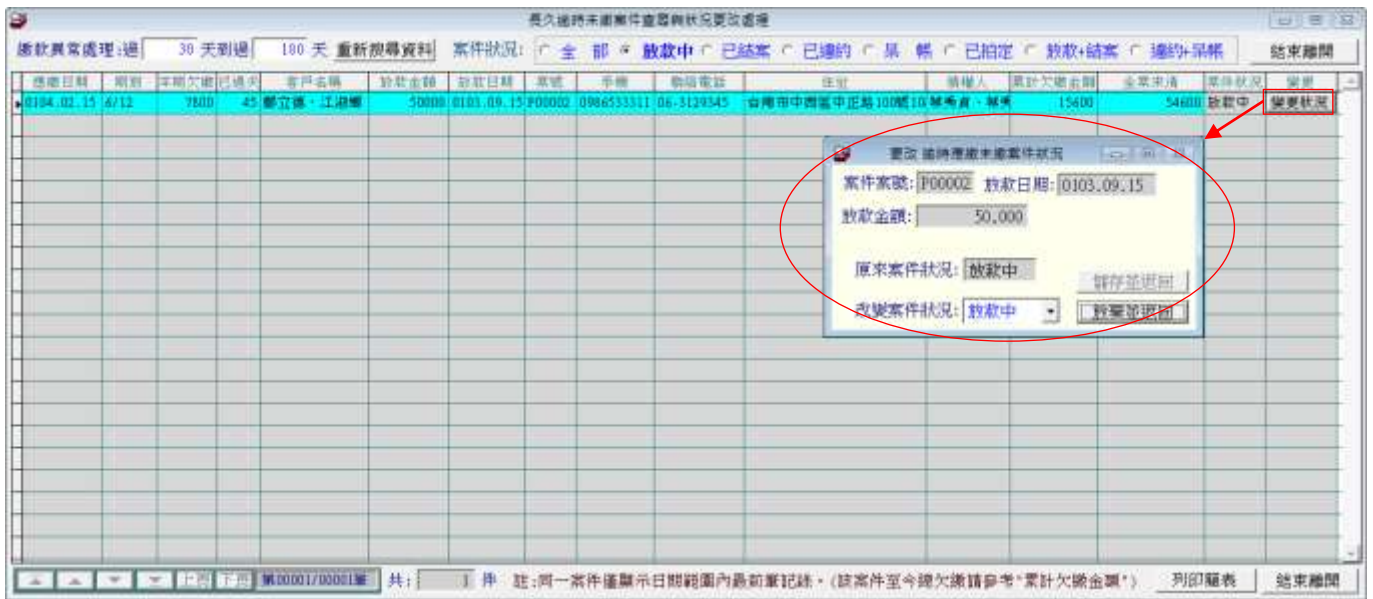 長久逾時未繳案件查尋與狀況更改處理
繳款異常處理:過 30 天到過 180 天 重新搜尋資料 案件狀況: 全 部 放款中 已結案 已違約 呆 帳 已拍定 放款+結案 違約+呆帳 結束離開
應繳日期 期別 本期欠繳 已過天 客戶名稱 放款金額 放款日期 案號 手機 聯絡電話 住址 債權人 累計欠繳金額 全案未清 案件狀況 變更
0104.02.15 6/12 7800 45 50000 0103.09.15 P00002 0986533311 06-3129345 台南市中西區中正路100號10 15600 54600 放款中 變更狀況
更改 逾時應繳未繳案件狀況
案件案號: P00002 放款日期: 0103.09.15
放款金額: 50,000
原來案件狀況: 放款中
儲存並返回
改變案件狀況: 放款中 放棄並返回
上頁 下頁 第00001/00001筆 共: 1 件 註:同一案件僅顯示日期範圍內最前筆記錄。(該案件至今總欠繳請參考"累計欠繳金額") 列印報表 結束離開